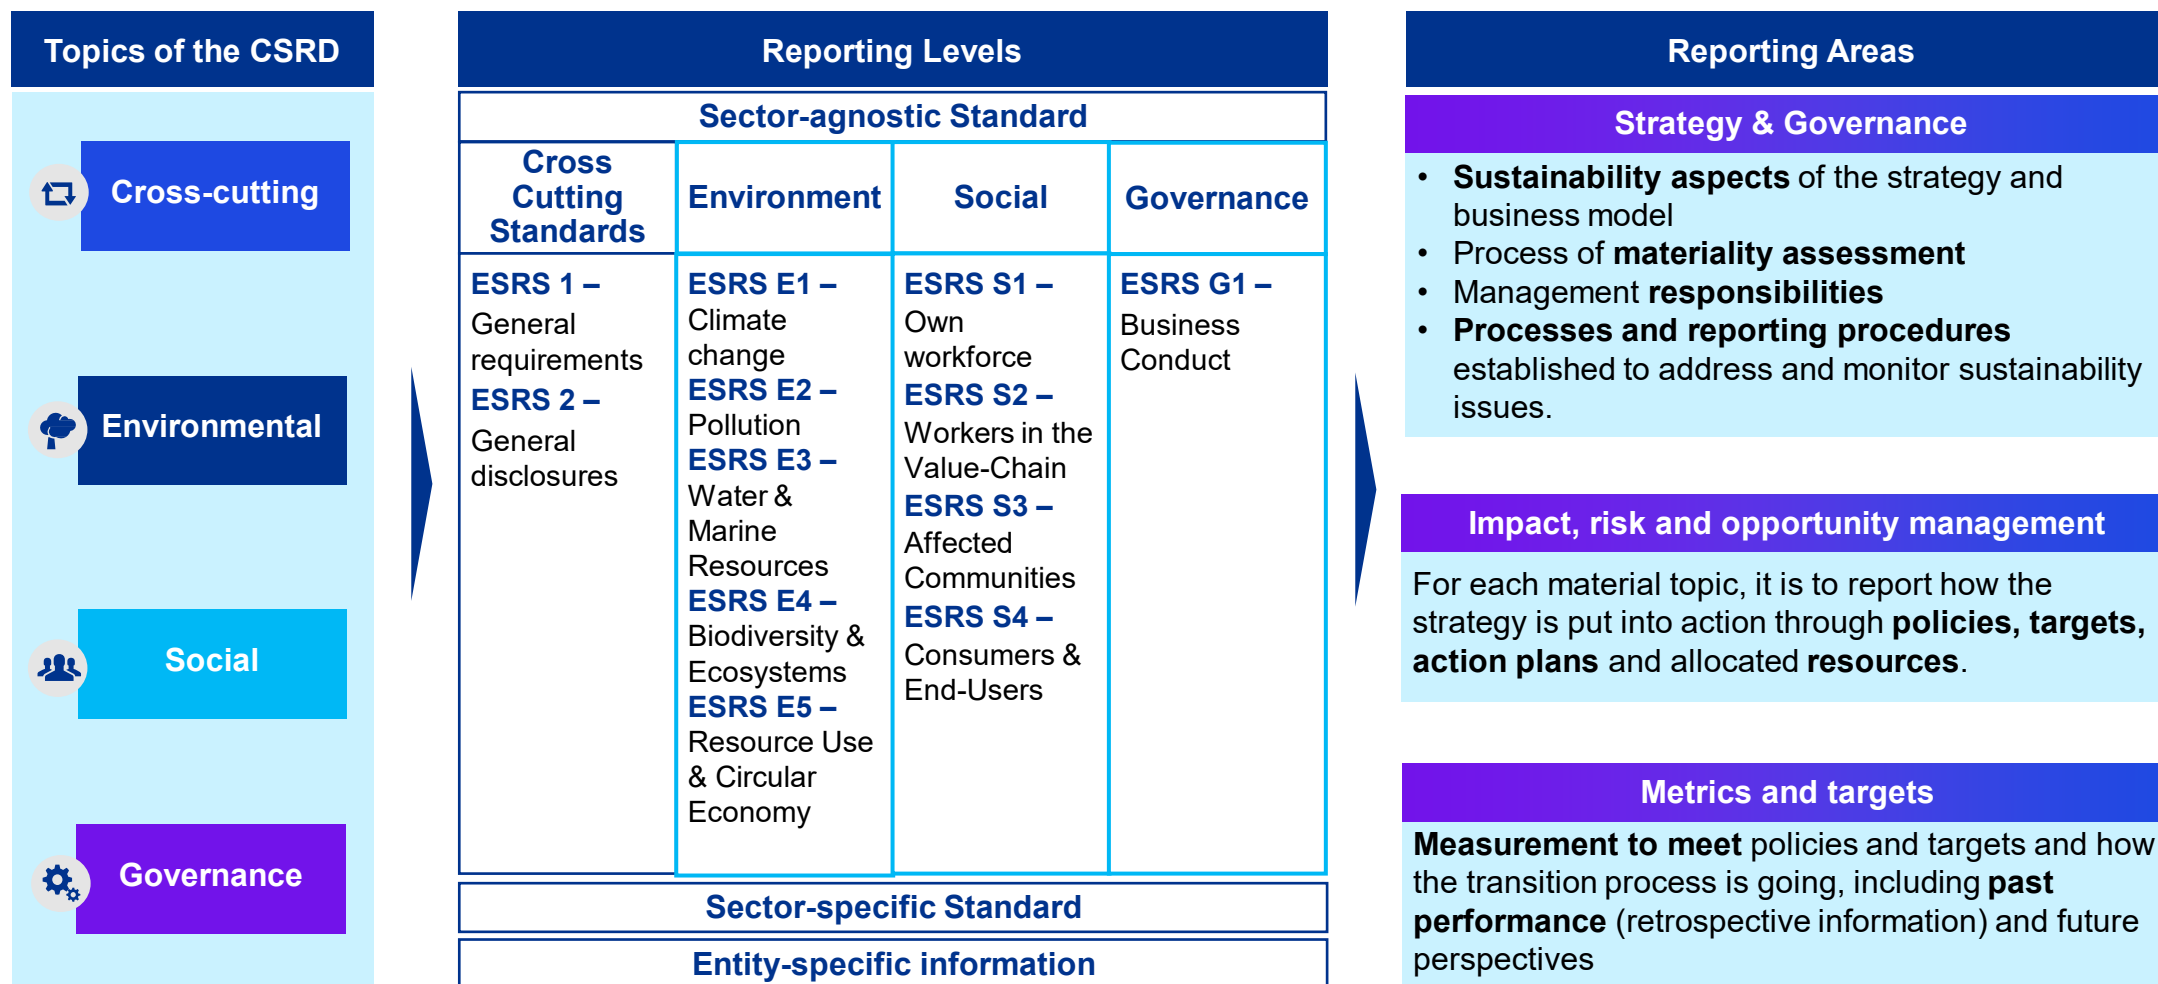 Topics of the CSRD
Cross-cutting
Environmental
Social
Governance
Reporting Levels
Sector-agnostic Standard
Cross
Cutting
Standards
ESRS 1 –
General
requirements
ESRS 2 –
General
disclosures
Environment
ESRS E1 –
Climate
change
ESRS E2 –
Pollution
ESRS E3 –
Water &
Marine
Resources
ESRS E4 –
Biodiversity &
Ecosystems
ESRS E5 –
Resource Use
& Circular
Economy
Social
ESRS S1 –
Own
workforce
ESRS S2 –
Workers in the
Value-Chain
ESRS S3 –
Affected
Communities
ESRS S4 –
Consumers &
End-Users
Governance
ESRS G1 –
Business
Conduct
Sector-specific Standard
Entity-specific information
Reporting Areas
Strategy & Governance
• Sustainability aspects of the strategy and
business model
• Process of materiality assessment
• Management responsibilities
• Processes and reporting procedures
established to address and monitor sustainability
issues.
Impact, risk and opportunity management
For each material topic, it is to report how the
strategy is put into action through policies, targets,
action plans and allocated resources.
Metrics and targets
Measurement to meet policies and targets and how
the transition process is going, including past
performance (retrospective information) and future
perspectives